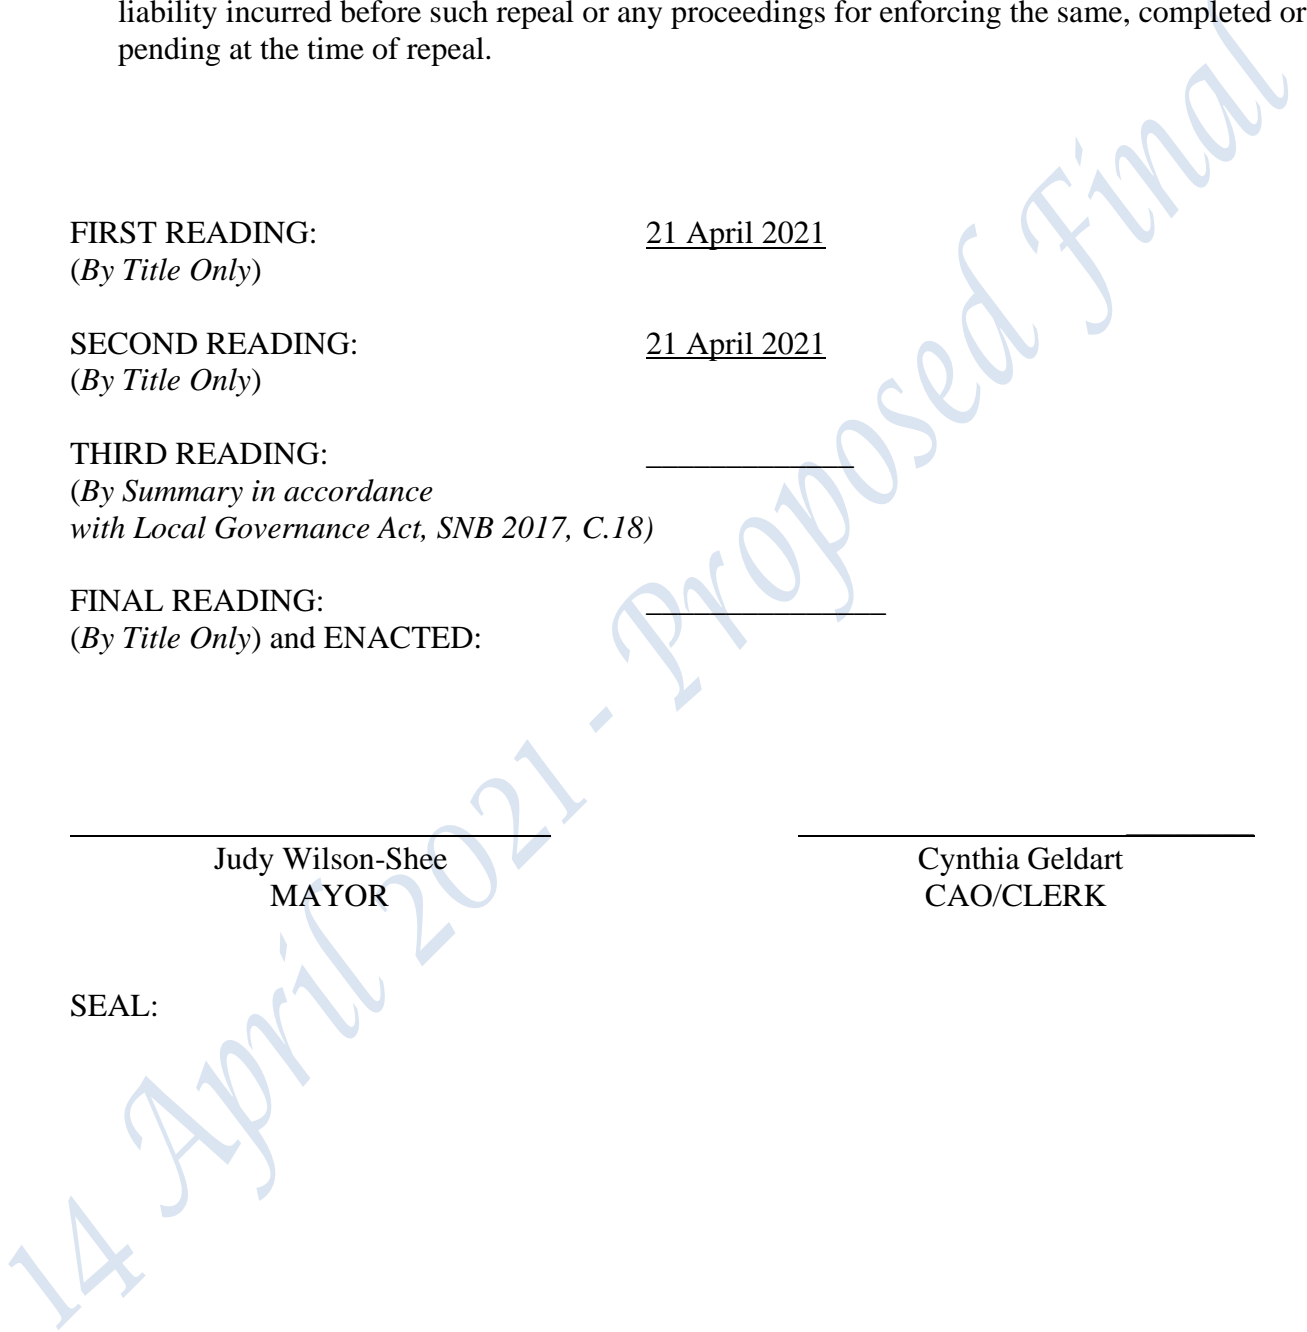 liability incurred before such repeal or any proceedings for enforcing the same, completed or
pending at the time of repeal.
FIRST READING: 21 April 2021
(By Title Only)
SECOND READING: 21 April 2021
(By Title Only)
THIRD READING: _____________
(By Summary in accordance
with Local Governance Act, SNB 2017, C.18)
FINAL READING: _______________
(By Title Only) and ENACTED:
Judy Wilson-Shee Cynthia Geldart
MAYOR CAO/CLERK
SEAL:
14 April 2021 - Proposed Final